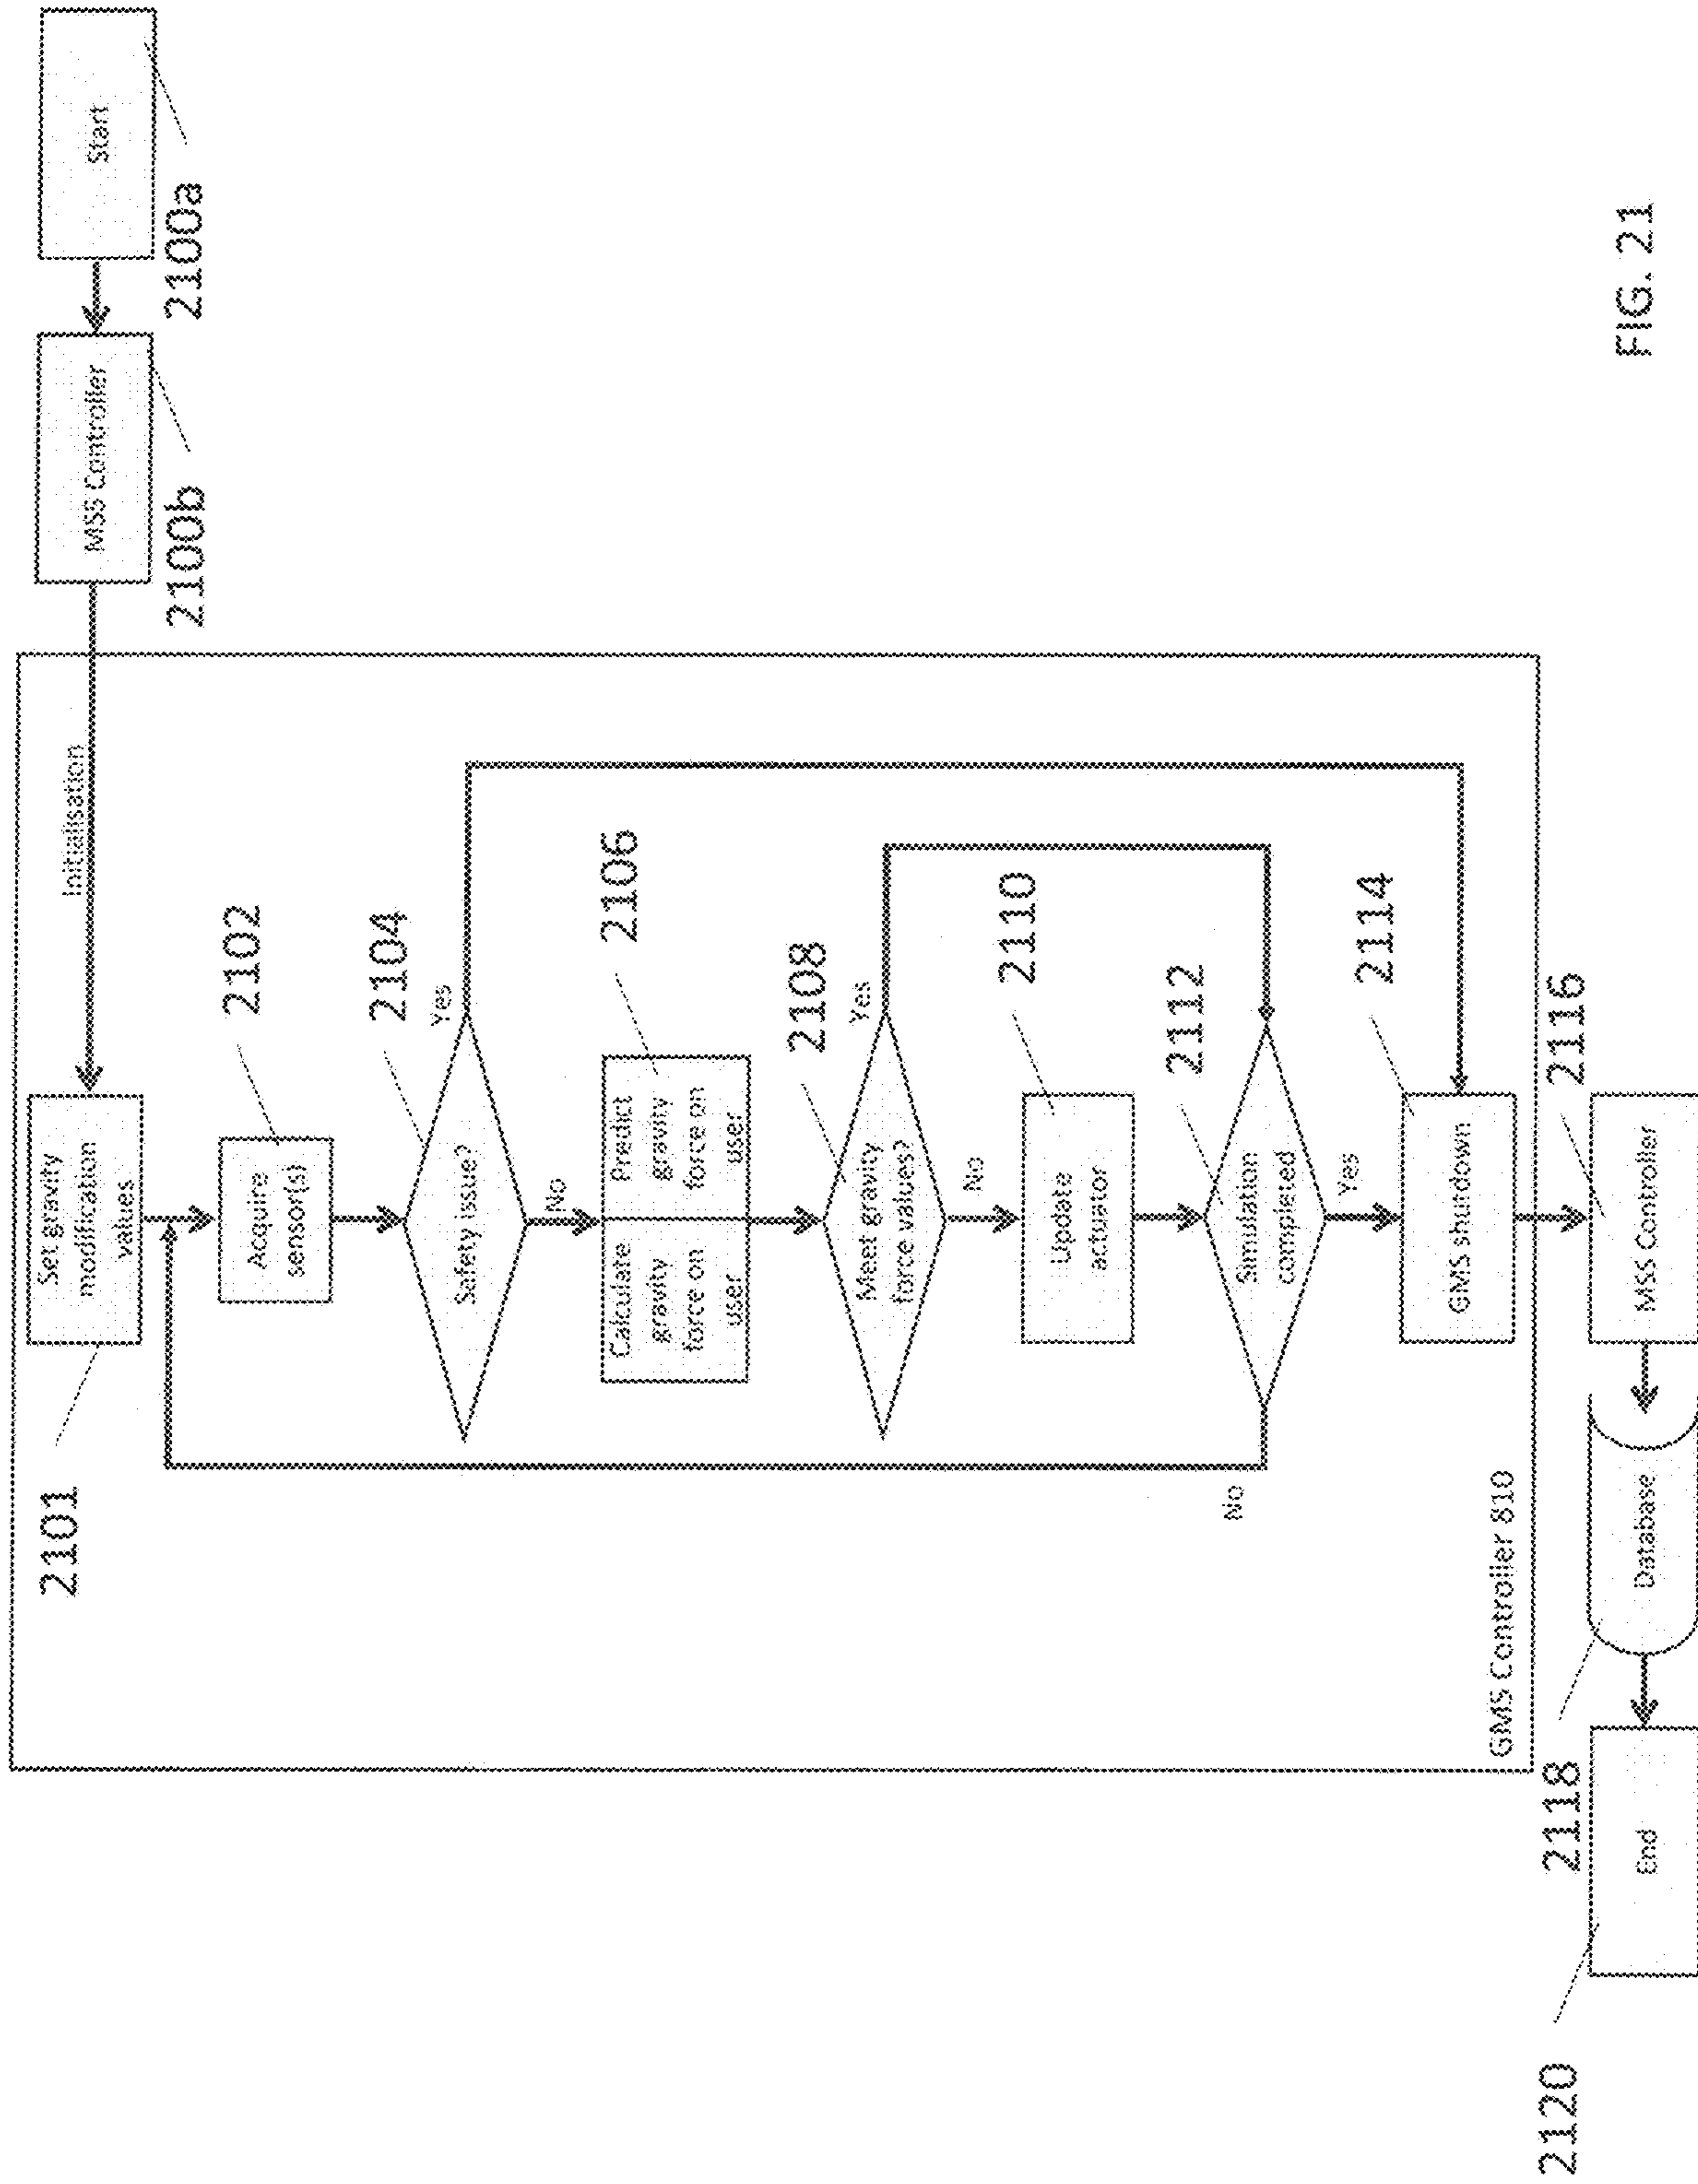 Start
2100a
MSS Controller
2100b
Initialisation
Set gravity
modification
values
2101
Acquire
sensor(s)
2102
Safety issue?
2104
Yes
No
Calculate
gravity
force on
user
Predict
gravity
force on
user
2106
Meet gravity
force values?
2108
Yes
No
Update
actuator
2110
Simulation
completed
2112
No
Yes
GMS shutdown
2114
GMS Controller 810
MSS Controller
2116
Database
2118
End
2120
FIG. 21